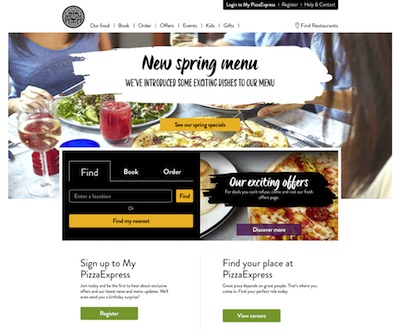 Login to My PizzaExpress | Register | Help & Contact
Our food | Book | Order | Offers | Events | Kids | Gifts |
Find Restaurants
New spring menu
WE'VE INTRODUCED SOME EXCITING DISHES TO OUR MENU
See our spring specials
Find
Book
Order
Enter a location
Find
Or
Find my nearest
Our exciting offers
For deals you can't refuse, come and visit our fresh
offers page.
Discover more
Sign up to My
PizzaExpress
Join today and be the first to hear about exclusive
offers and our latest news and menu updates. We'll
even send you a birthday surprise!
Register
Find your place at
PizzaExpress
Great pizza depends on great people. That's where you
come in. Find your perfect role today.
View careers